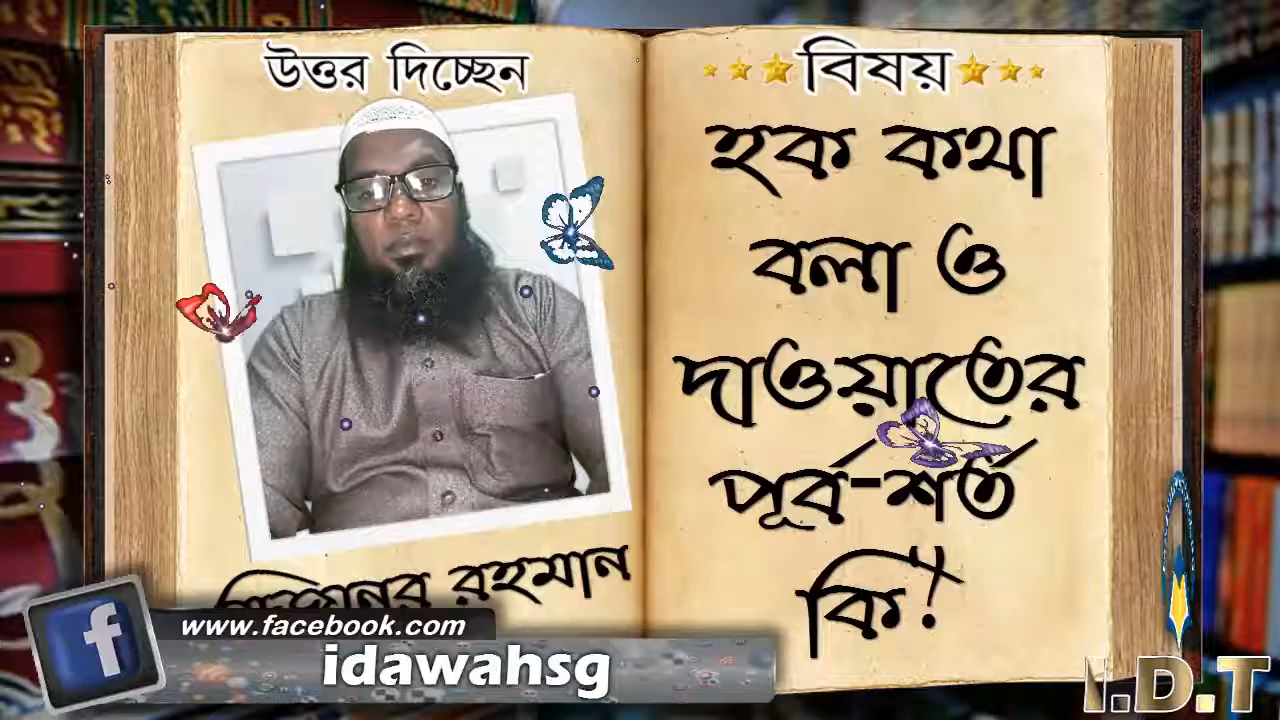 উত্তর দিচ্ছেন
রহমান
বিষয়
হক কথা
বলা ও
দাওয়াতের
পূর্ব-শর্ত
কি!
www.facebook.com
idawahsg
I.D.T